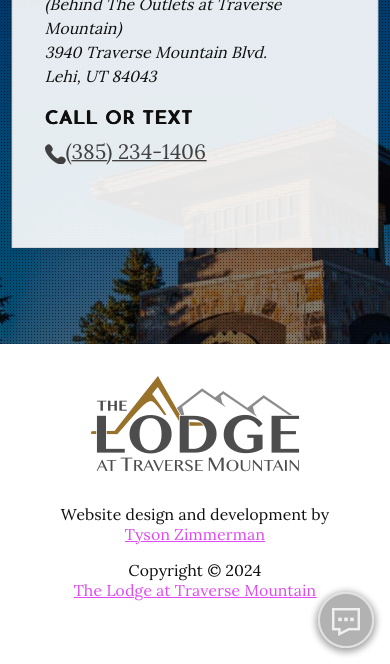 (Behind The Outlets at Traverse
Mountain)
3940 Traverse Mountain Blvd.
Lehi, UT 84043
CALL OR TEXT
(385) 234-1406
THE
LODGE
AT TRAVERSE MOUNTAIN
Website design and development by
Tyson Zimmerman
Copyright © 2024
The Lodge at Traverse Mountain